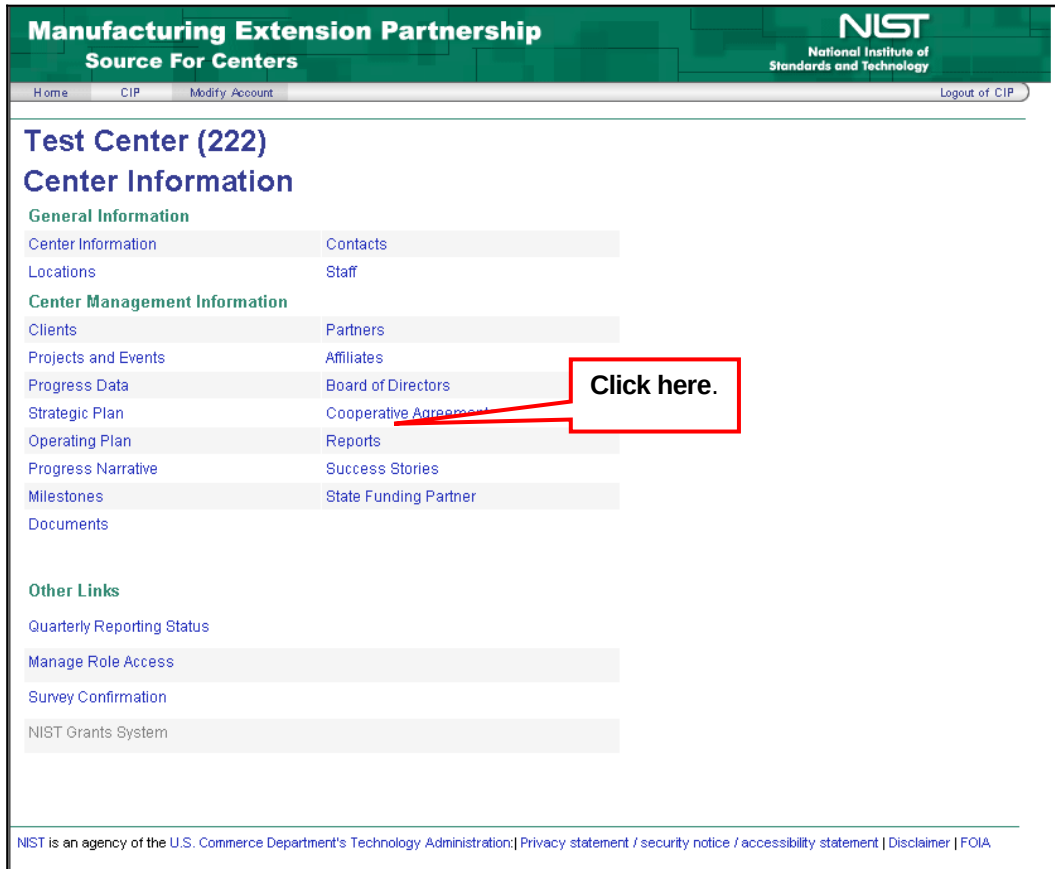 Manufacturing Extension Partnership
Source For Centers
NIST
National Institute of
Standards and Technology
Home CIP Modify Account Logout of CIP
Test Center (222)
Center Information
General Information
Center Information Contacts
Locations Staff
Center Management Information
Clients Partners
Projects and Events Affiliates
Progress Data Board of Directors
Click here.
Strategic Plan Cooperative Agreement
Operating Plan Reports
Progress Narrative Success Stories
Milestones State Funding Partner
Documents
Other Links
Quarterly Reporting Status
Manage Role Access
Survey Confirmation
NIST Grants System
NIST is an agency of the U.S. Commerce Department's Technology Administration:| Privacy statement / security notice / accessibility statement | Disclaimer | FOIA